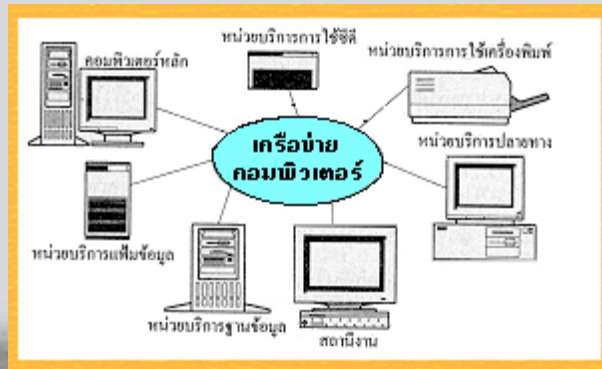 หน่วยบริการการใช้ซีดี
คอมพิวเตอร์หลัก
หน่วยบริการการใช้เครื่องพิมพ์
เครือข่าย
คอมพิวเตอร์
หน่วยบริการปลายทาง
หน่วยบริการแฟ้มข้อมูล
หน่วยบริการฐานข้อมูล
สถานีงาน